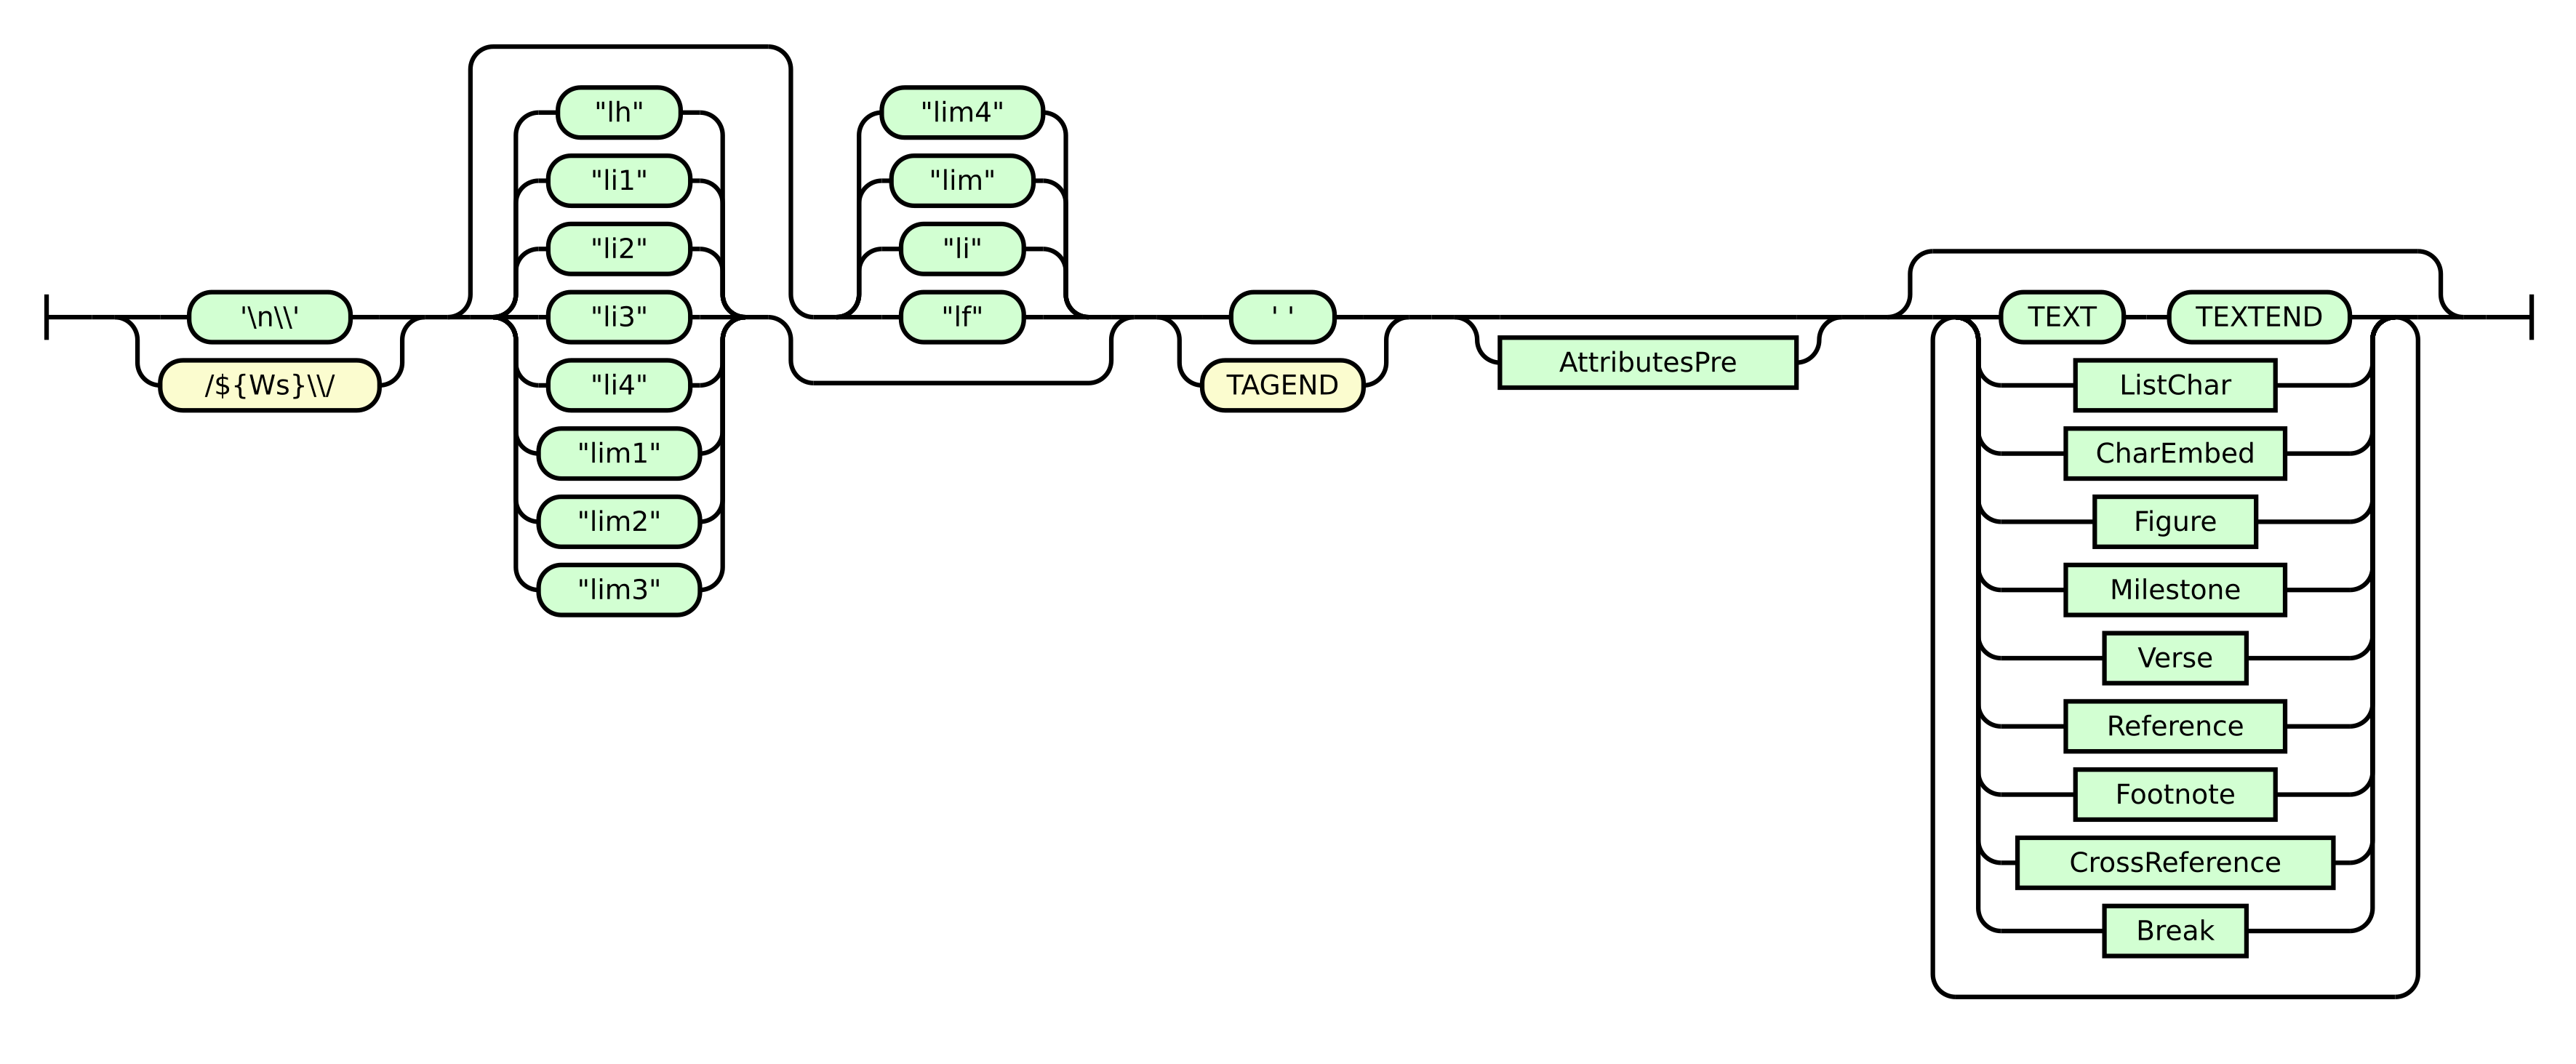 '\n\\'
/${Ws}\\/
"lh"
"li1"
"li2"
"li3"
"li4"
"lim1"
"lim2"
"lim3"
"lim4"
"lim"
"li"
"lf"
' '
TAGEND
AttributesPre
TEXT TEXTEND
ListChar
CharEmbed
Figure
Milestone
Verse
Reference
Footnote
CrossReference
Break